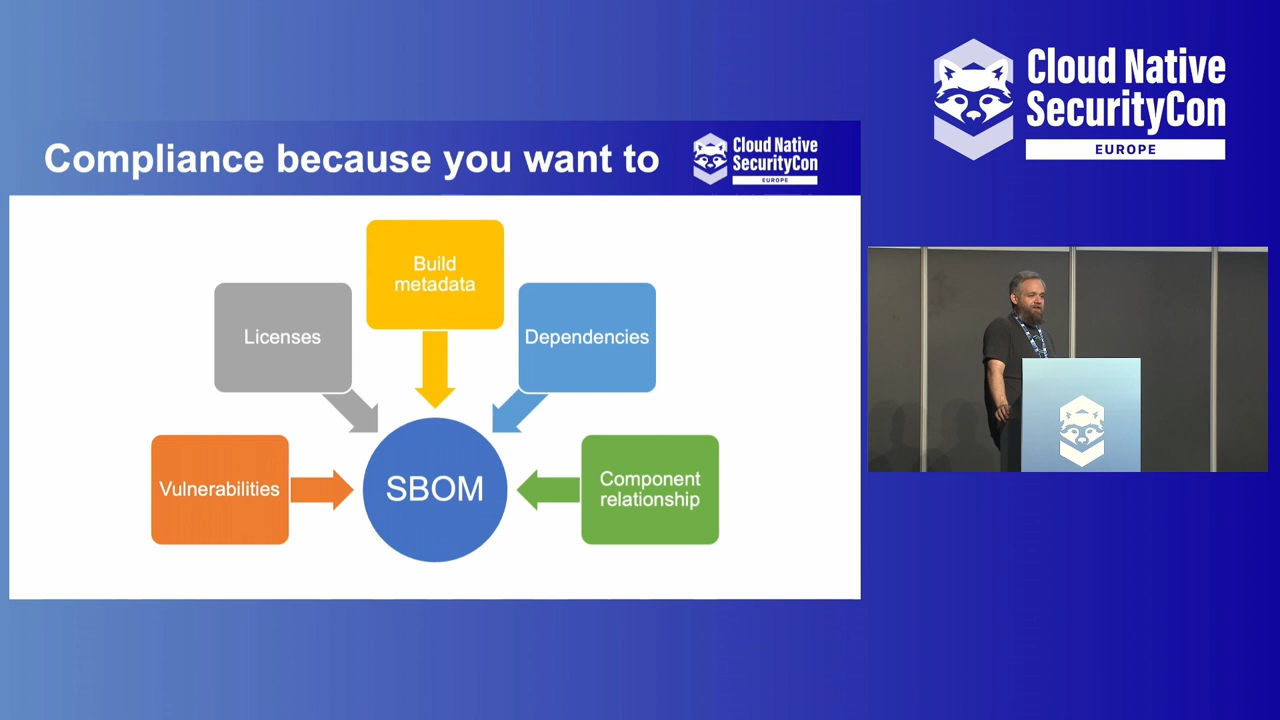 Cloud Native
SecurityCon
EUROPE
Compliance because you want to
Cloud Native
SecurityCon
EUROPE
Build
metadata
Licenses
Dependencies
Vulnerabilities
SBOM
Component
relationship